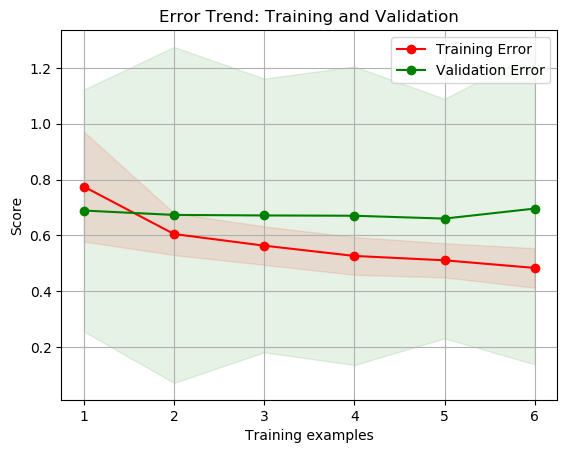 Error Trend: Training and Validation
Training Error
Validation Error
1.2
1.0
0.8
0.6
0.4
0.2
Score
1 2 3 4 5 6
Training examples